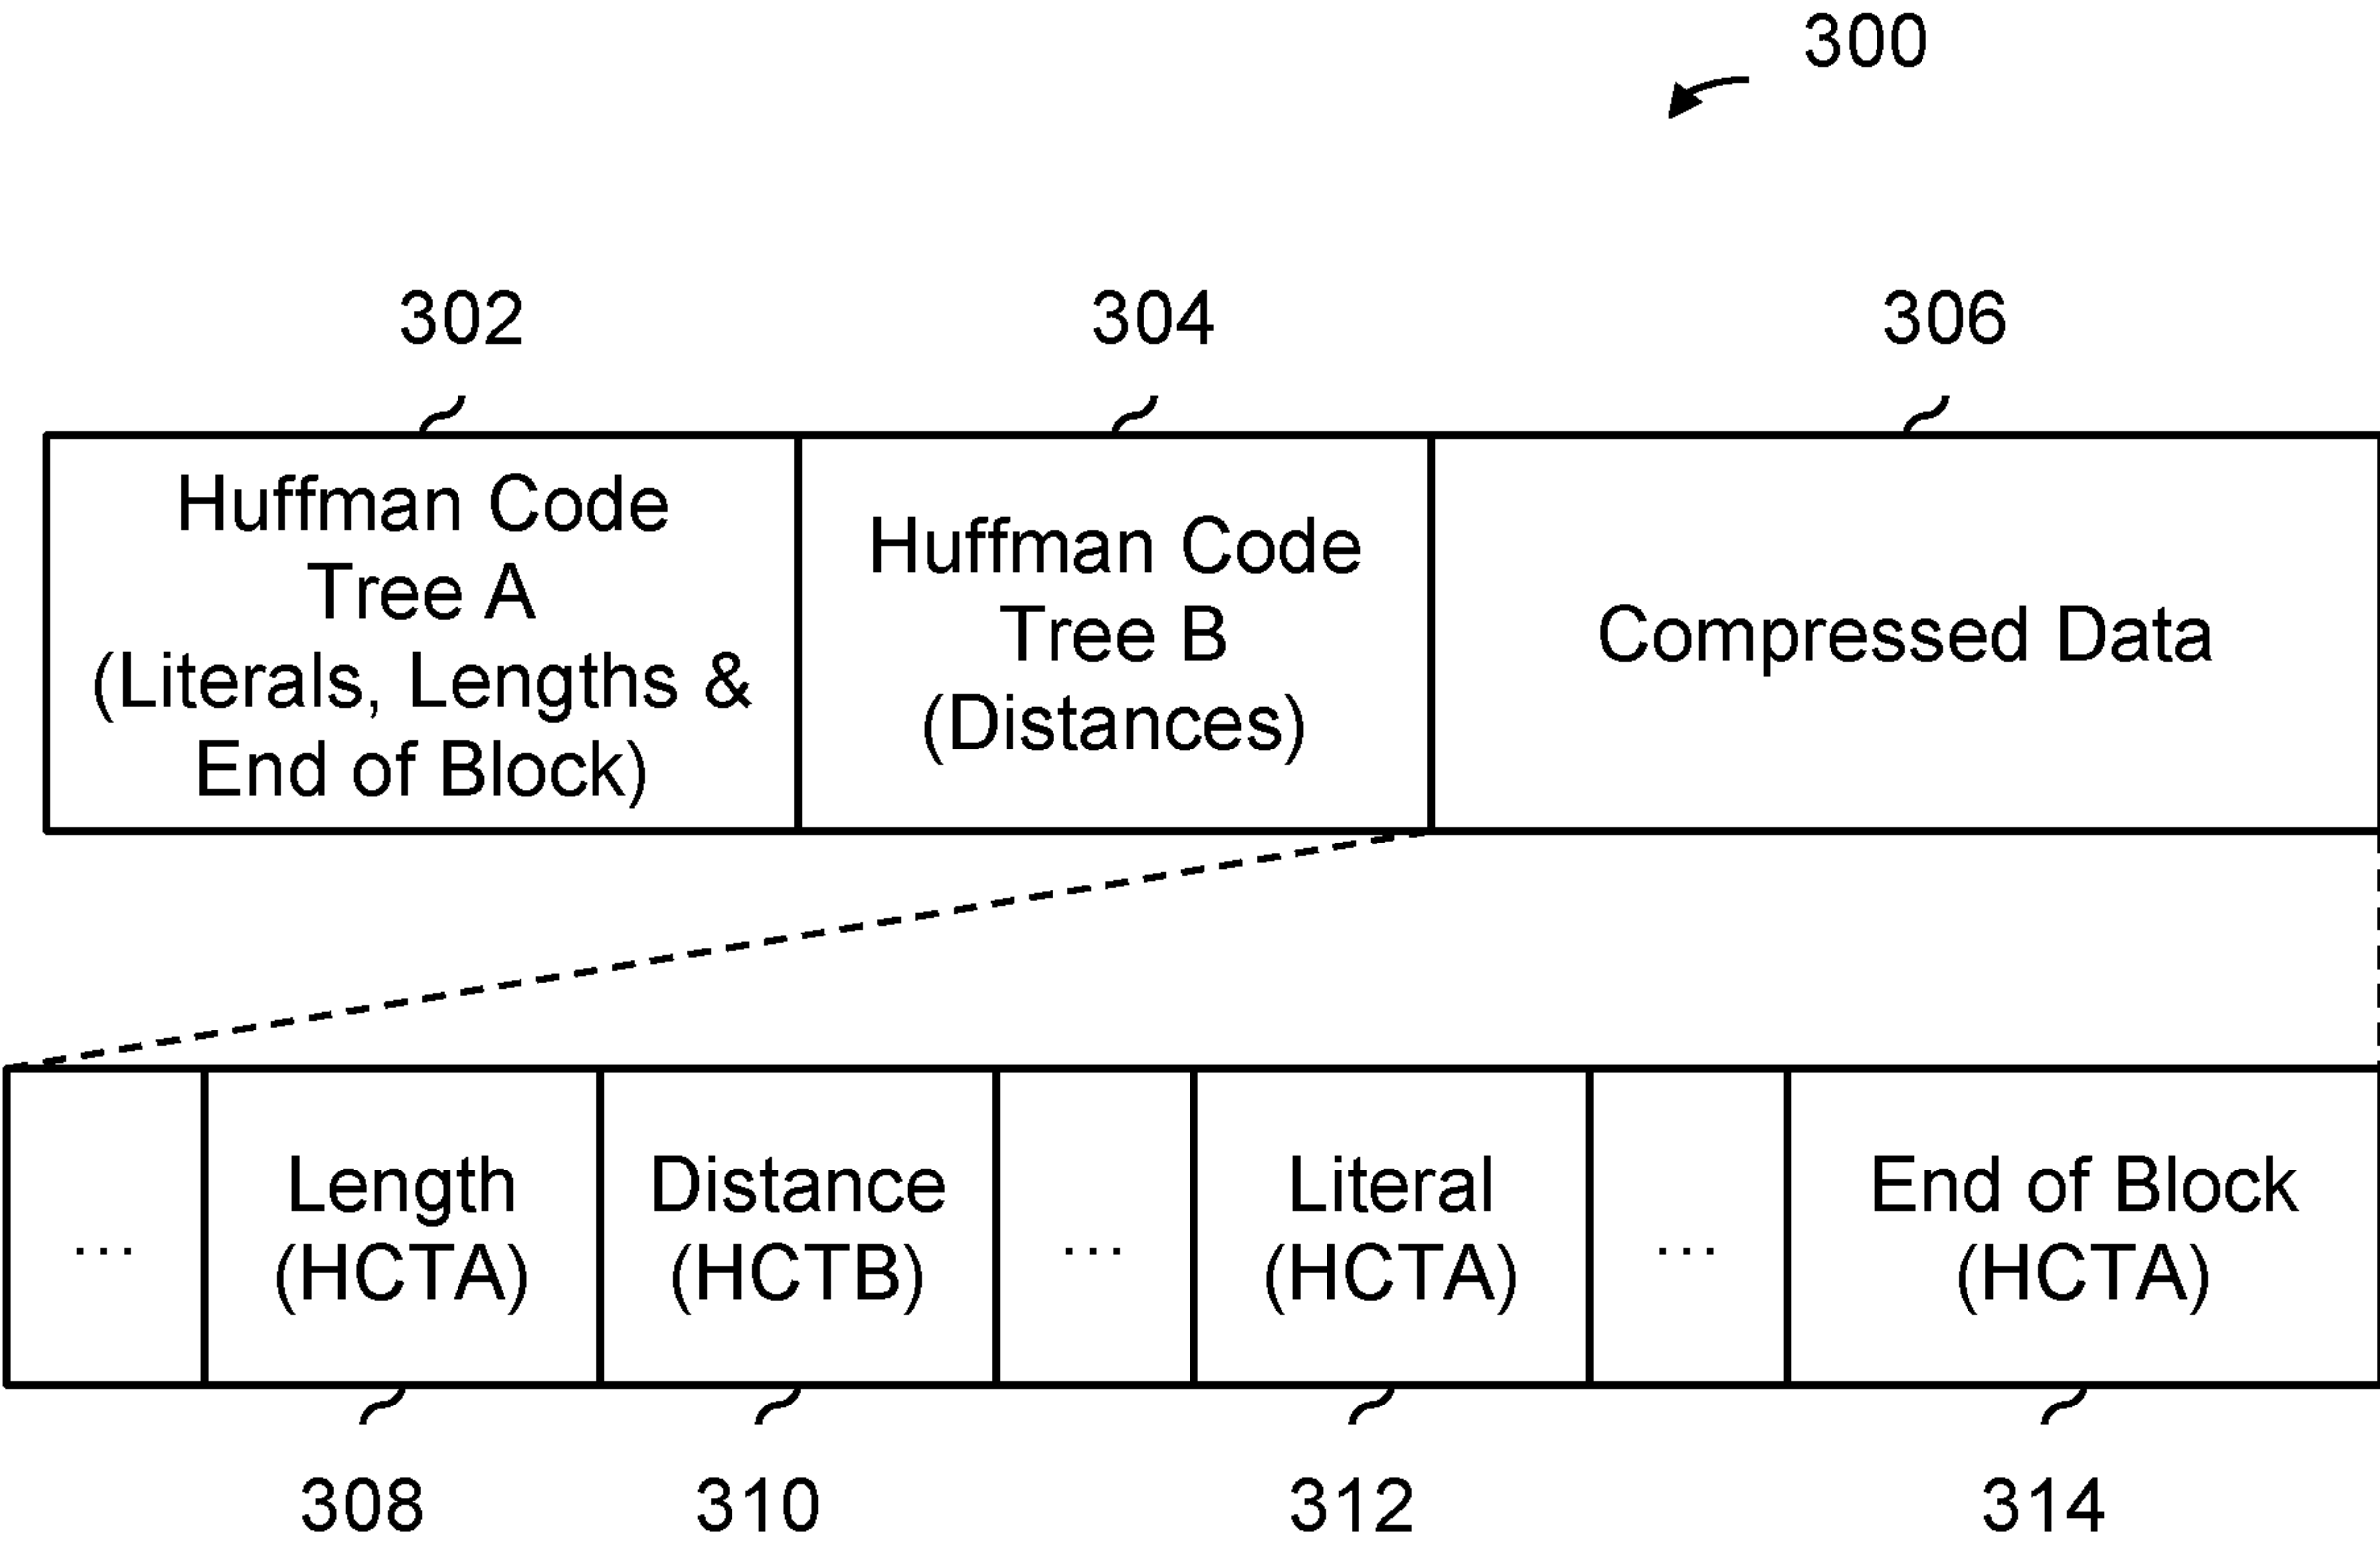 300
302
304
306
Huffman Code
Tree A
(Literals, Lengths &
End of Block)
Huffman Code
Tree B
(Distances)
Compressed Data
...
Length
(HCTA)
Distance
(HCTB)
...
Literal
(HCTA)
...
End of Block
(HCTA)
308
310
312
314